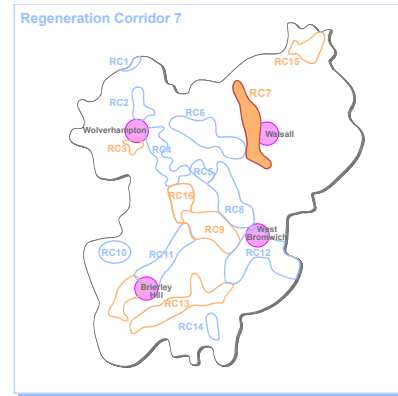 Regeneration Corridor 7
RC15
RC1
RC7
RC2
RC6
Wolverhampton
Walsall
RC3
RC4
RC5
RC16
RC8
RC9
West
Bromwich
RC10
RC11
RC12
Brierley
Hill
RC13
RC14